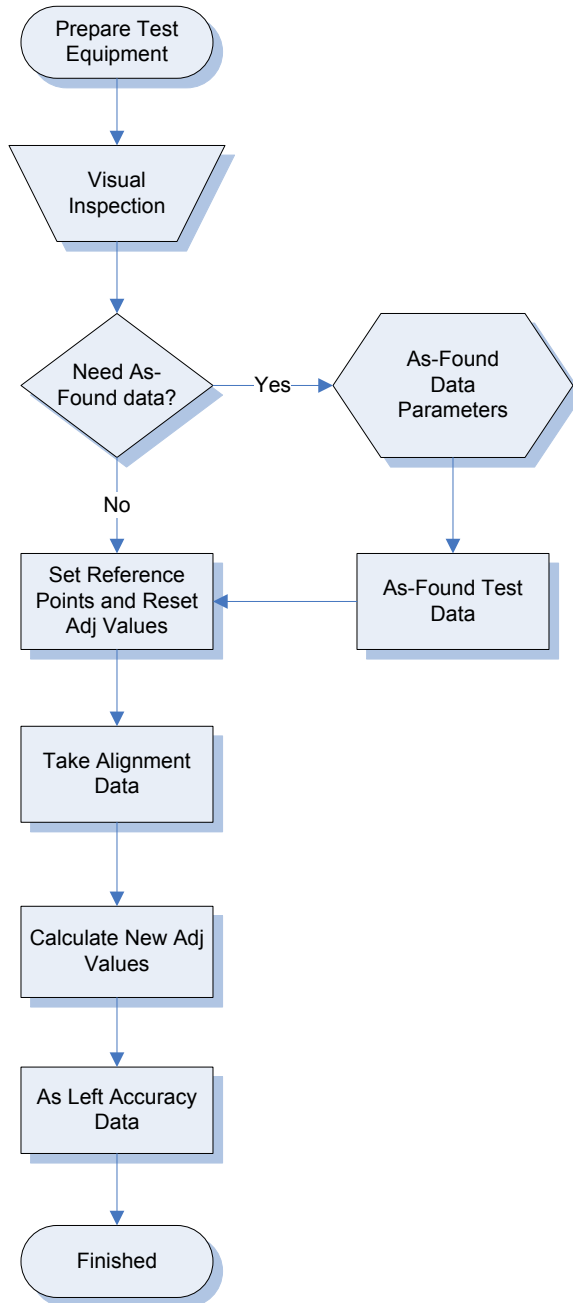 Prepare Test
Equipment
Visual
Inspection
Need As-
Found data?
Yes
As-Found
Data
Parameters
No
Set Reference
Points and Reset
Adj Values
As-Found Test
Data
Take Alignment
Data
Calculate New Adj
Values
As Left Accuracy
Data
Finished